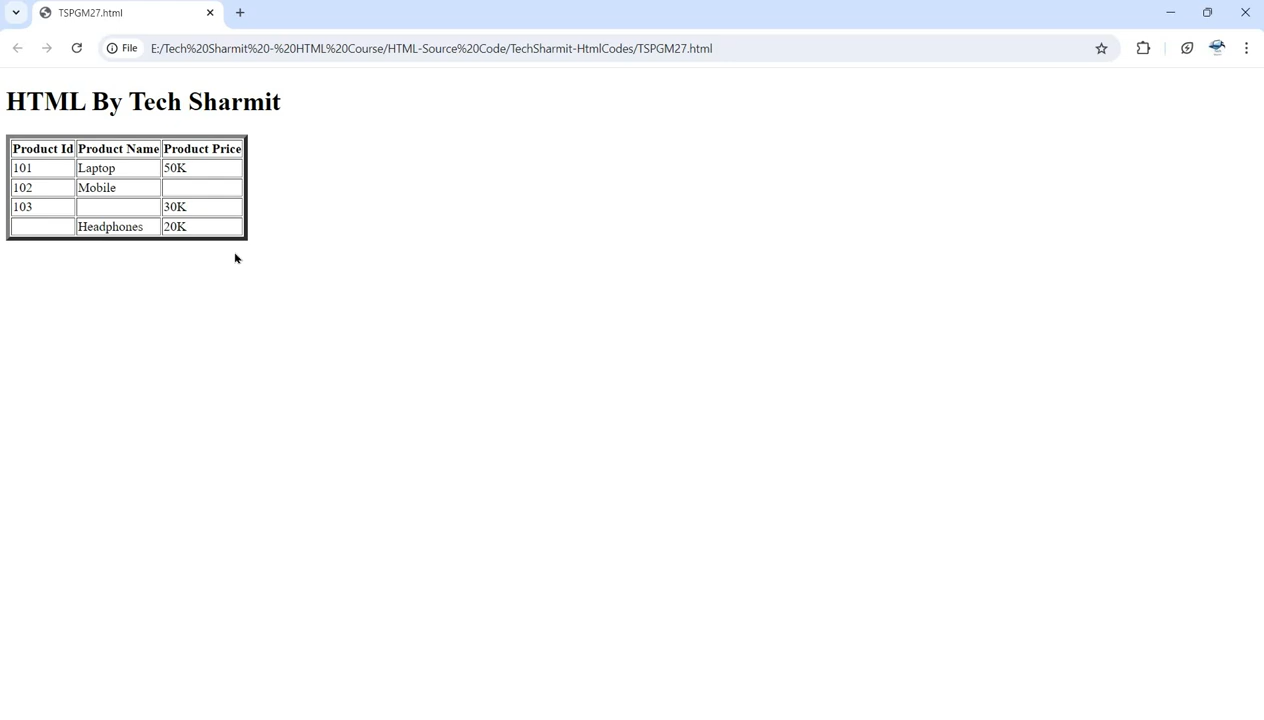 TSPGM27.html
File E:/Tech%20Sharmit%20-%20HTML%20Course/HTML-Source%20Code/TechSharmit-HtmlCodes/TSPGM27.html
HTML By Tech Sharmit
Product Id Product Name Product Price
101 Laptop 50K
102 Mobile
103 30K
Headphones 20K